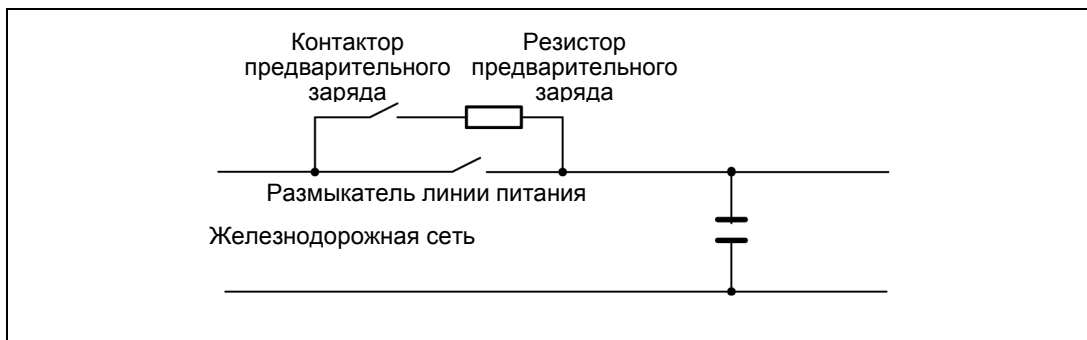 Контактор
предварительного
заряда
Резистор
предварительного
заряда
Размыкатель линии питания
Железнодорожная сеть